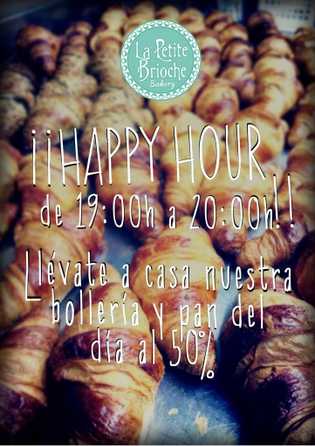 La Petite
Brioche
Bakery
¡¡HAPPY HOUR
de 19:00h a 20:00h!!
Llévate a casa nuestra
bollería y pan del
día al 50%